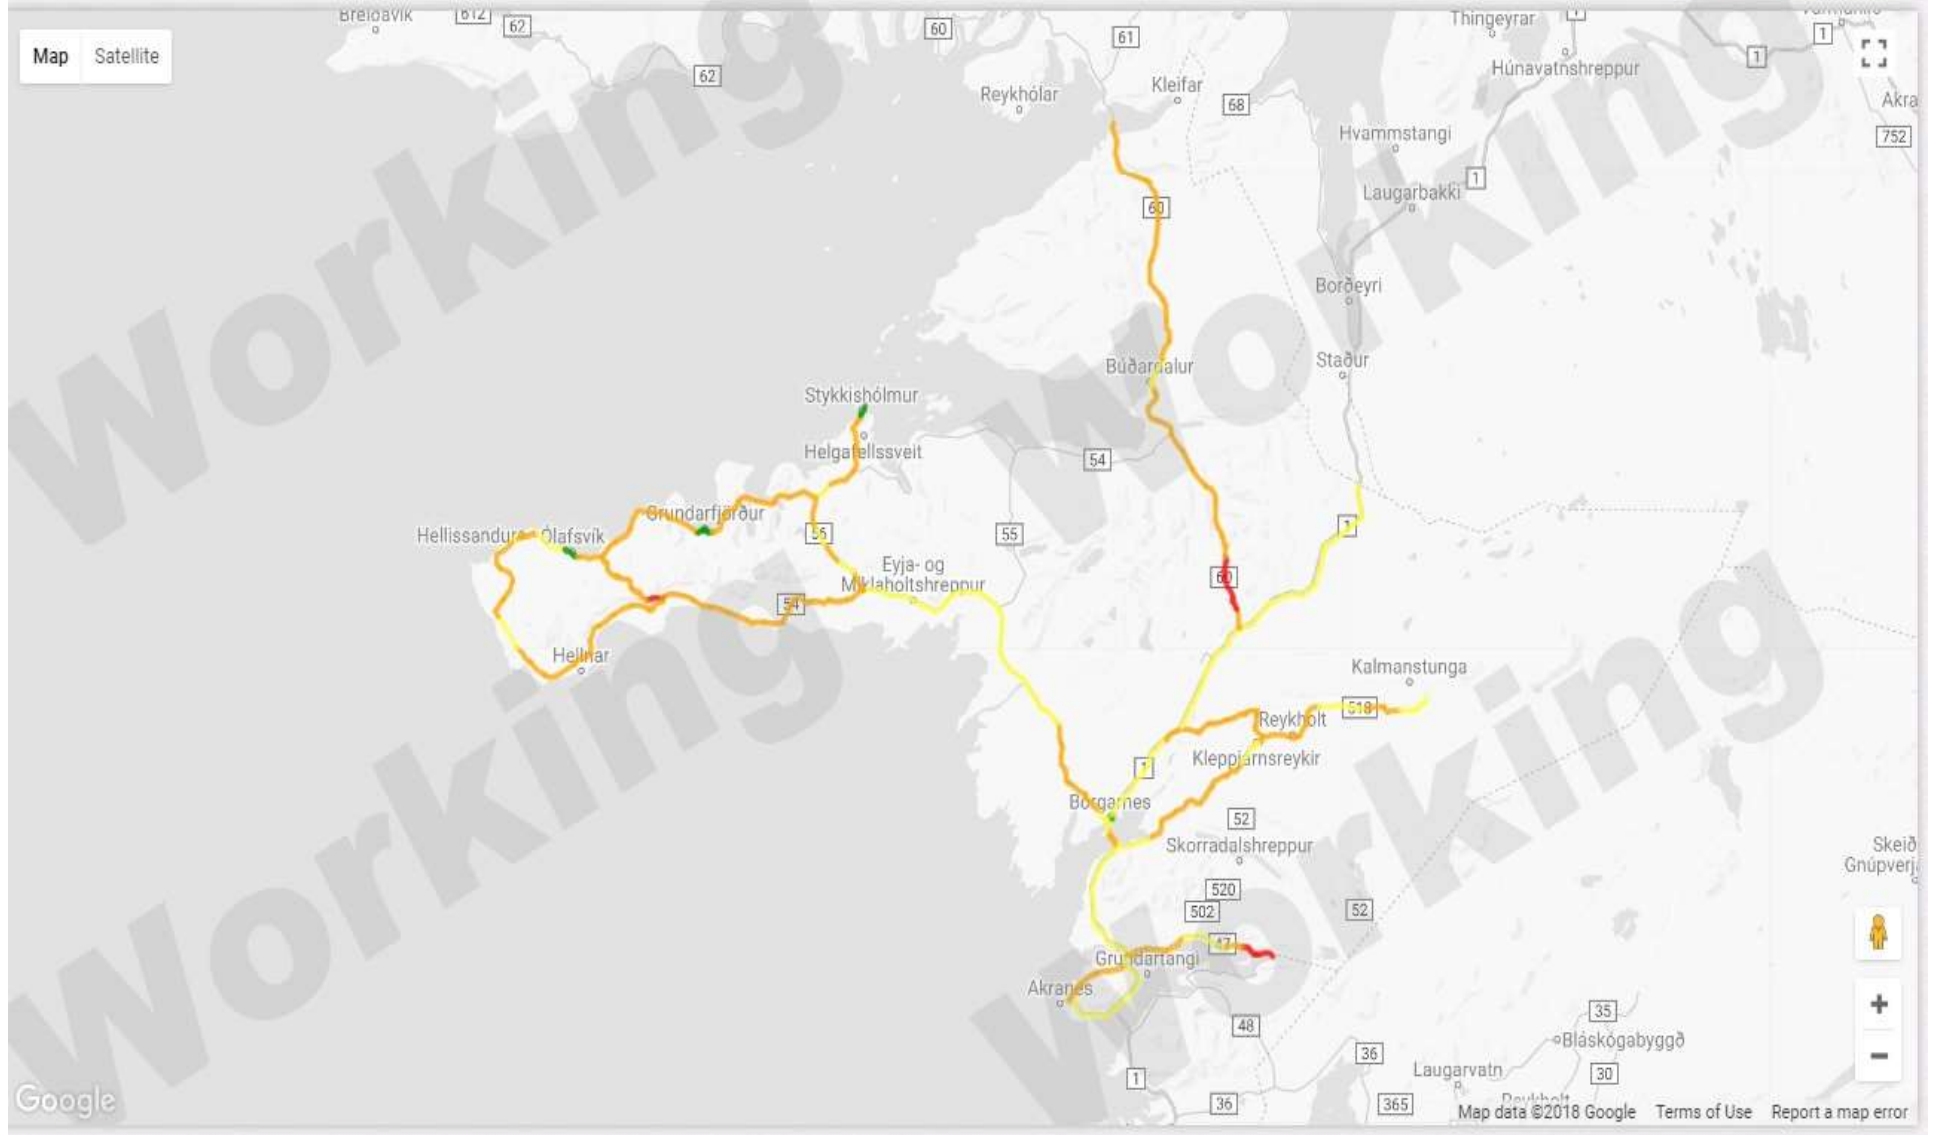 Breiðavík
612
62
60
61
Thingeyrar
1
1
1
Map
Satellite
62
Húnavatnshreppur
Kleifar
Reykhólar
68
Akra
Hvammstangi
752
1
Laugarbakki
60
Borðeyri
Staður
Búðardalur
Stykkishólmur
Helgafellssveit
54
Grundarfjörður
Hellissandur
Ólafsvík
56
55
1
Eyja- og
Miklaholtshreppur
60
54
Hellnar
Kalmanstunga
518
Reykholt
Kleppjárnsreykir
1
Borgarnes
52
Skorradalshreppur
Skeið
Gnúpverj
520
502
52
47
Grundartangi
Akranes
35
48
Bláskógabyggð
36
Laugarvatn
30
1
36
365
Reykholt
Google
Map data ©2018 Google
Terms of Use
Report a map error
Working
Working
Working
Working
Working